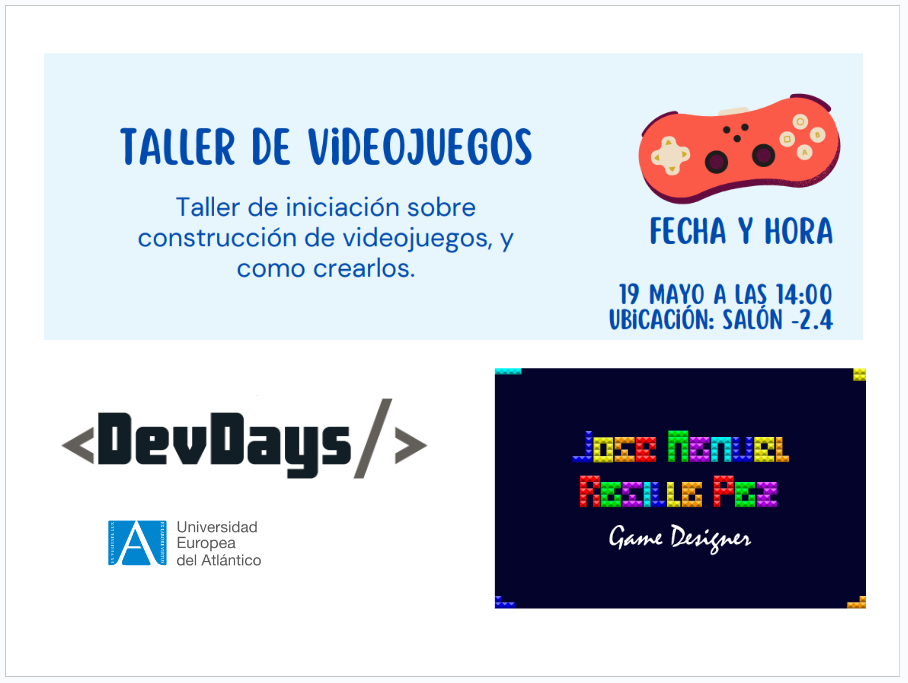 TALLER DE VIDEOJUEGOS
Taller de iniciación sobre
construcción de videojuegos, y
como crearlos.
FECHA Y HORA
19 MAYO A LAS 14:00
UBICACIÓN: SALÓN -2.4
<DevDays/>
Universidad
Europea
del Atlántico
Jose Manuel
Rosillo Pez
Game Designer